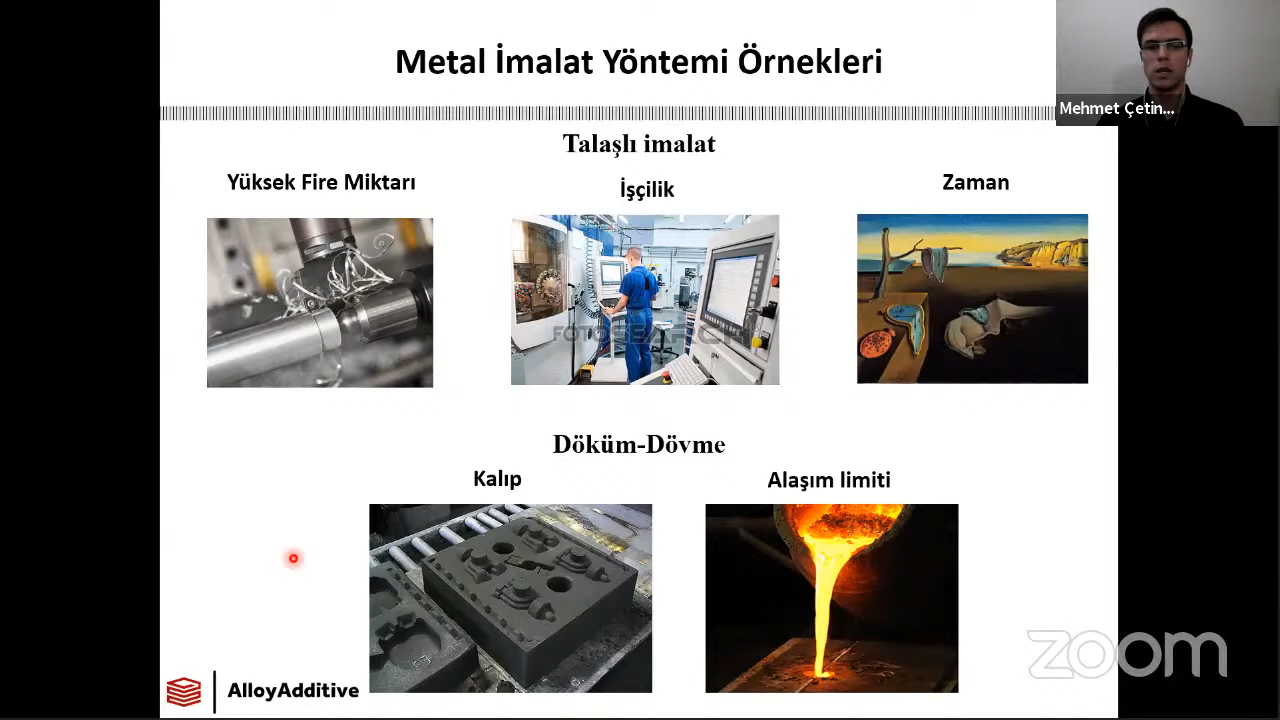 Metal İmalat Yöntemi Örnekleri
Mehmet Çetin...
Talaşlı imalat
Yüksek Fire Miktarı
İşçilik
Zaman
FOTOSEARCH
Döküm-Dövme
Kalıp
Alaşım limiti
AlloyAdditive
zoom